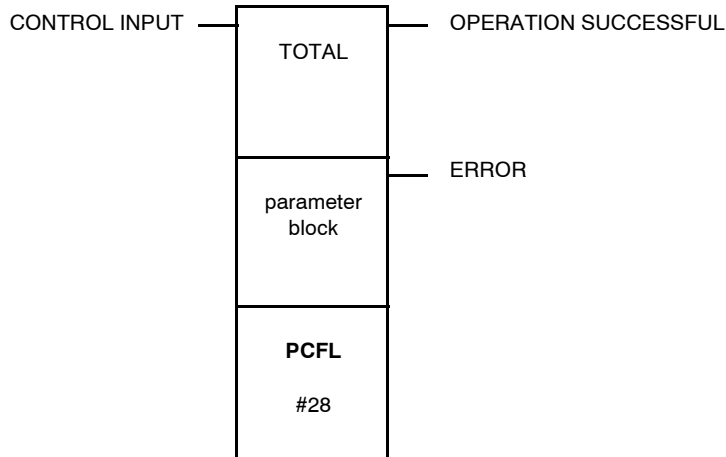 CONTROL INPUT
OPERATION SUCCESSFUL
TOTAL
ERROR
parameter
block
PCFL
#28